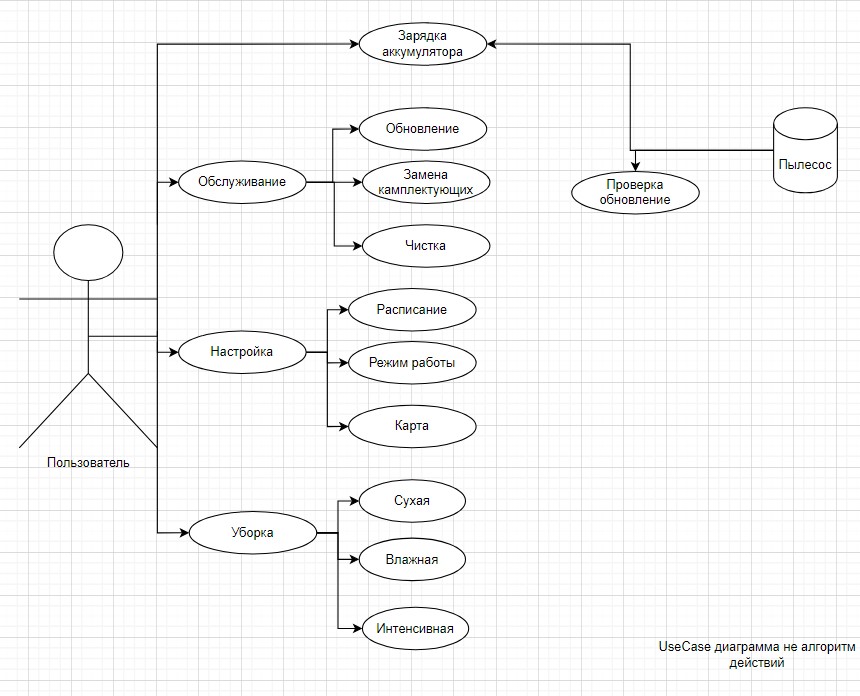 Зарядка
аккумулятора
Обновление
Обслуживание
Замена
камплектующих
Чистка
Пылесос
Проверка
обновление
Расписание
Настройка
Режим работы
Карта
Пользователь
Сухая
Уборка
Влажная
Интенсивная
UseCase диаграмма не алгоритм
действий